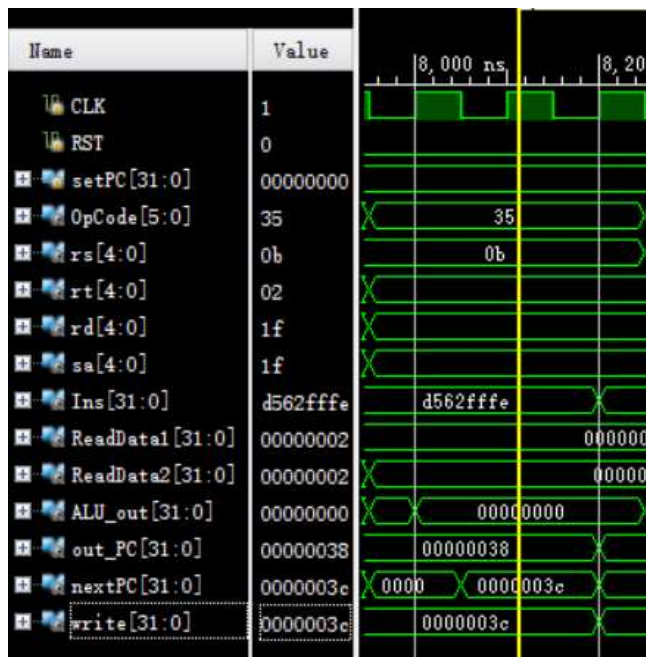 Name Value 8,000 ns 8,20
CLK 1
RST 0
setPC[31:0] 00000000
OpCode[5:0] 35 35
rs[4:0] 0b 0b
rt[4:0] 02
rd[4:0] 1f
sa[4:0] 1f
Ins[31:0] d562fffe d562fffe
ReadData1[31:0] 00000002 000000
ReadData2[31:0] 00000002 00000
ALU_out[31:0] 00000000 00000000
out_PC[31:0] 00000038 00000038
nextPC[31:0] 0000003c 0000 0000003c
write[31:0] 0000003c 0000003c